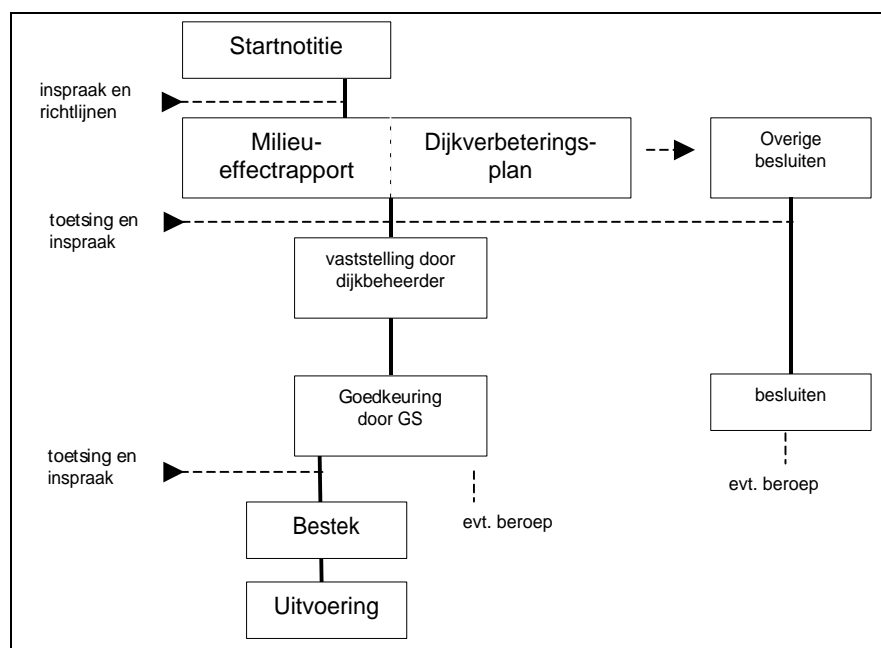 Startnotitie
inspraak en
richtlijnen
Milieu-
effectrapport
Dijkverbeterings-
plan
Overige
besluiten
toetsing en
inspraak
vaststelling door
dijkbeheerder
Goedkeuring
door GS
besluiten
toetsing en
inspraak
evt. beroep
evt. beroep
Bestek
Uitvoering